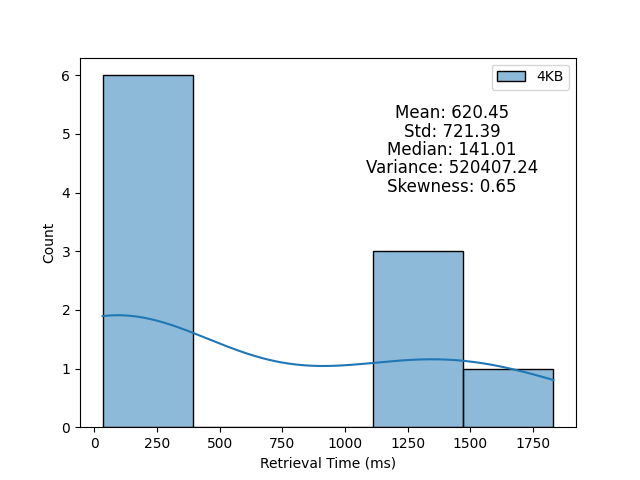 4KB
Mean: 620.45
Std: 721.39
Median: 141.01
Variance: 520407.24
Skewness: 0.65
6
5
4
3
2
1
0
Count
0 250 500 750 1000 1250 1500 1750
Retrieval Time (ms)